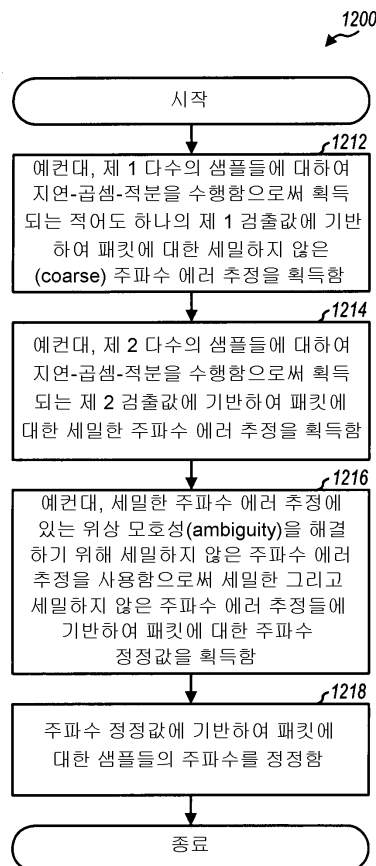 1200
시작
1212
예컨대, 제 1 다수의 샘플들에 대하여
지연-곱셈-적분을 수행함으로써 획득
되는 적어도 하나의 제 1 검출값에 기반
하여 패킷에 대한 세밀하지 않은
(coarse) 주파수 에러 추정을 획득함
1214
예컨대, 제 2 다수의 샘플들에 대하여
지연-곱셈-적분을 수행함으로써 획득
되는 제 2 검출값에 기반하여 패킷에
대한 세밀한 주파수 에러 추정을 획득함
1216
예컨대, 세밀한 주파수 에러 추정에
있는 위상 모호성(ambiguity)을 해결
하기 위해 세밀하지 않은 주파수 에러
추정을 사용함으로써 세밀한 그리고
세밀하지 않은 주파수 에러 추정들에
기반하여 패킷에 대한 주파수
정정값을 획득함
1218
주파수 정정값에 기반하여 패킷에
대한 샘플들의 주파수를 정정함
종료